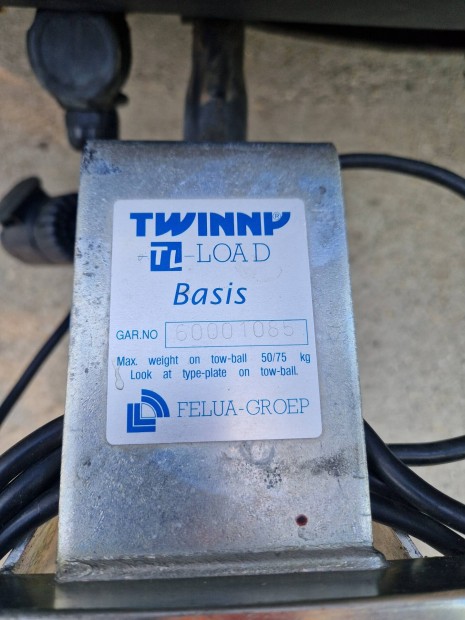 TWINNY®
TL-LOAD
Basis
GAR.NO 60001065
Max. weight on tow-ball 50/75 kg
Look at type-plate on tow-ball.
FELUA-GROEP